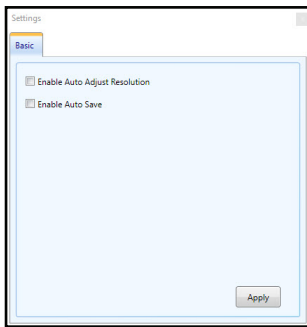 Settings
Basic
Enable Auto Adjust Resolution
Enable Auto Save
Apply